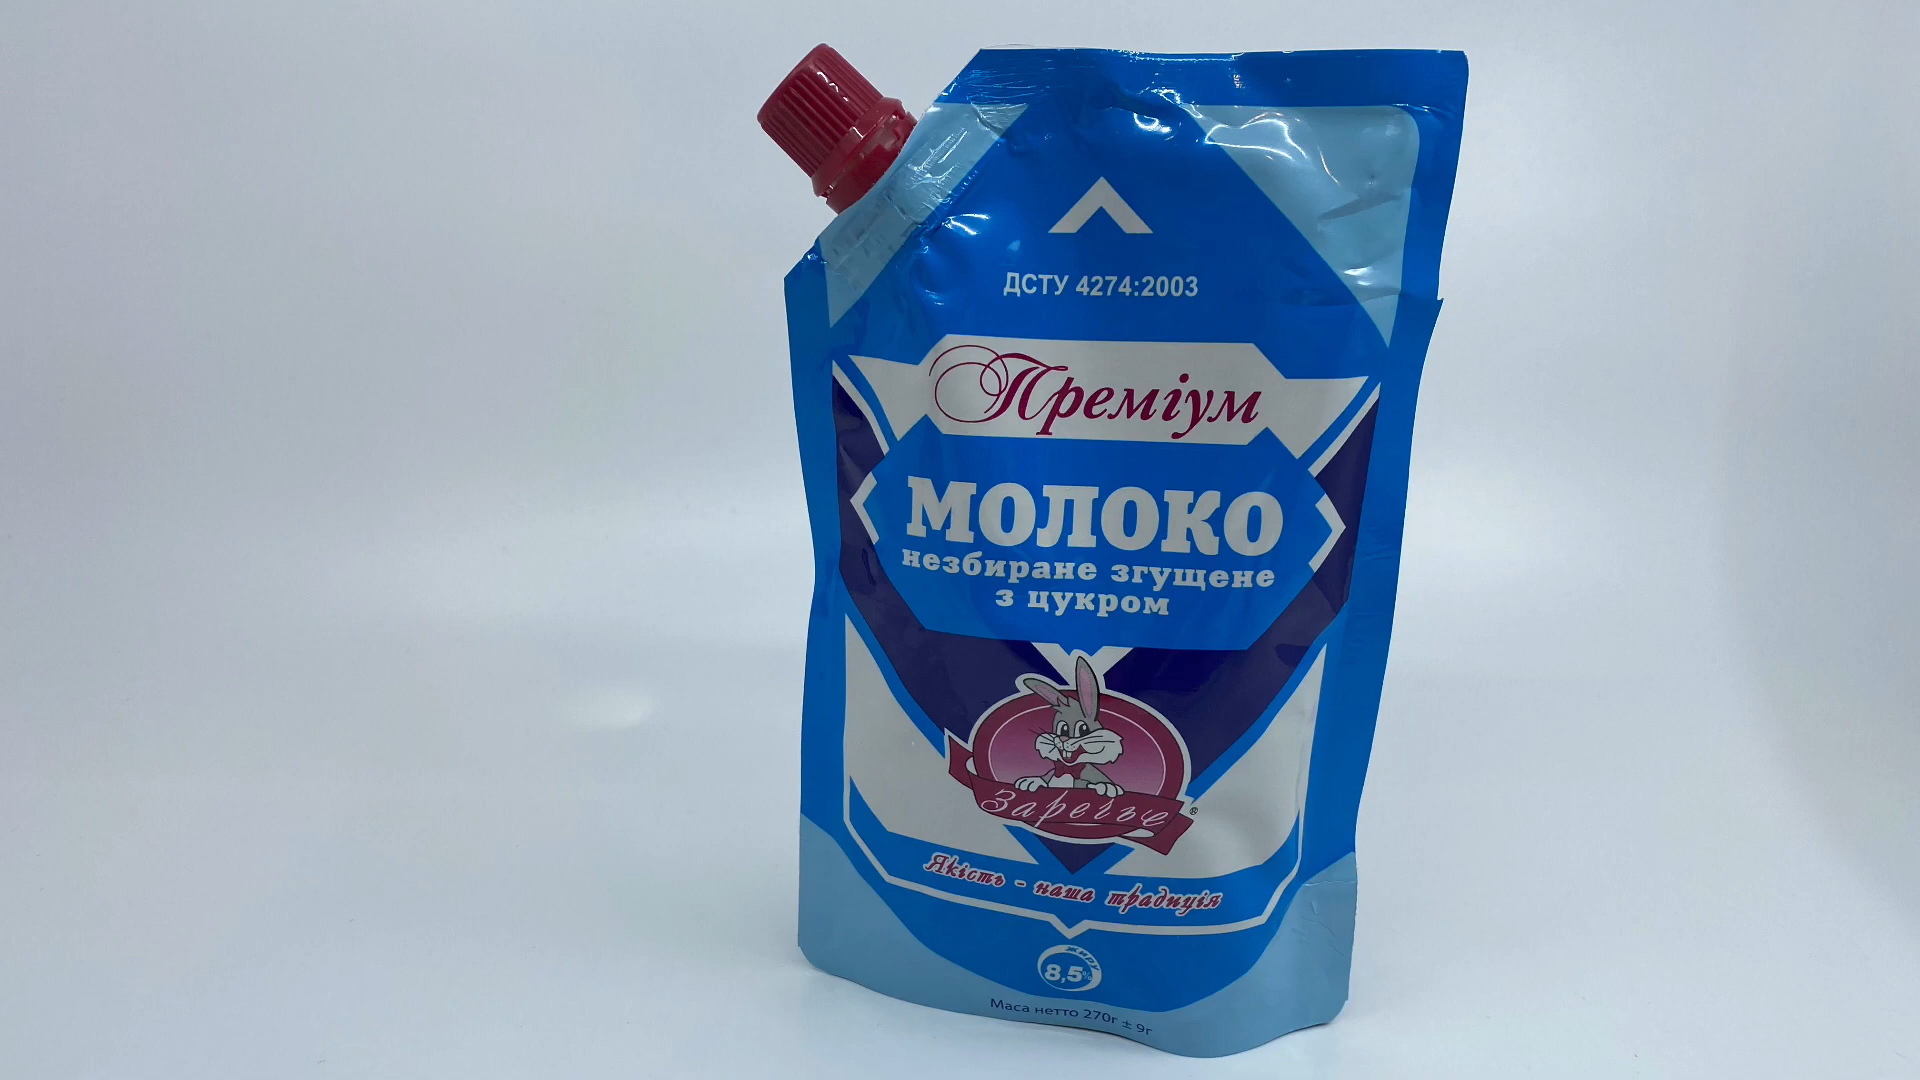 ДСТУ 4274:2003
Преміум
МОЛОКО
незбиране згущене
з цукром
Заречье ®
Якість - наша традиція
жиру
8,5%
Маса нетто 270г ± 9г